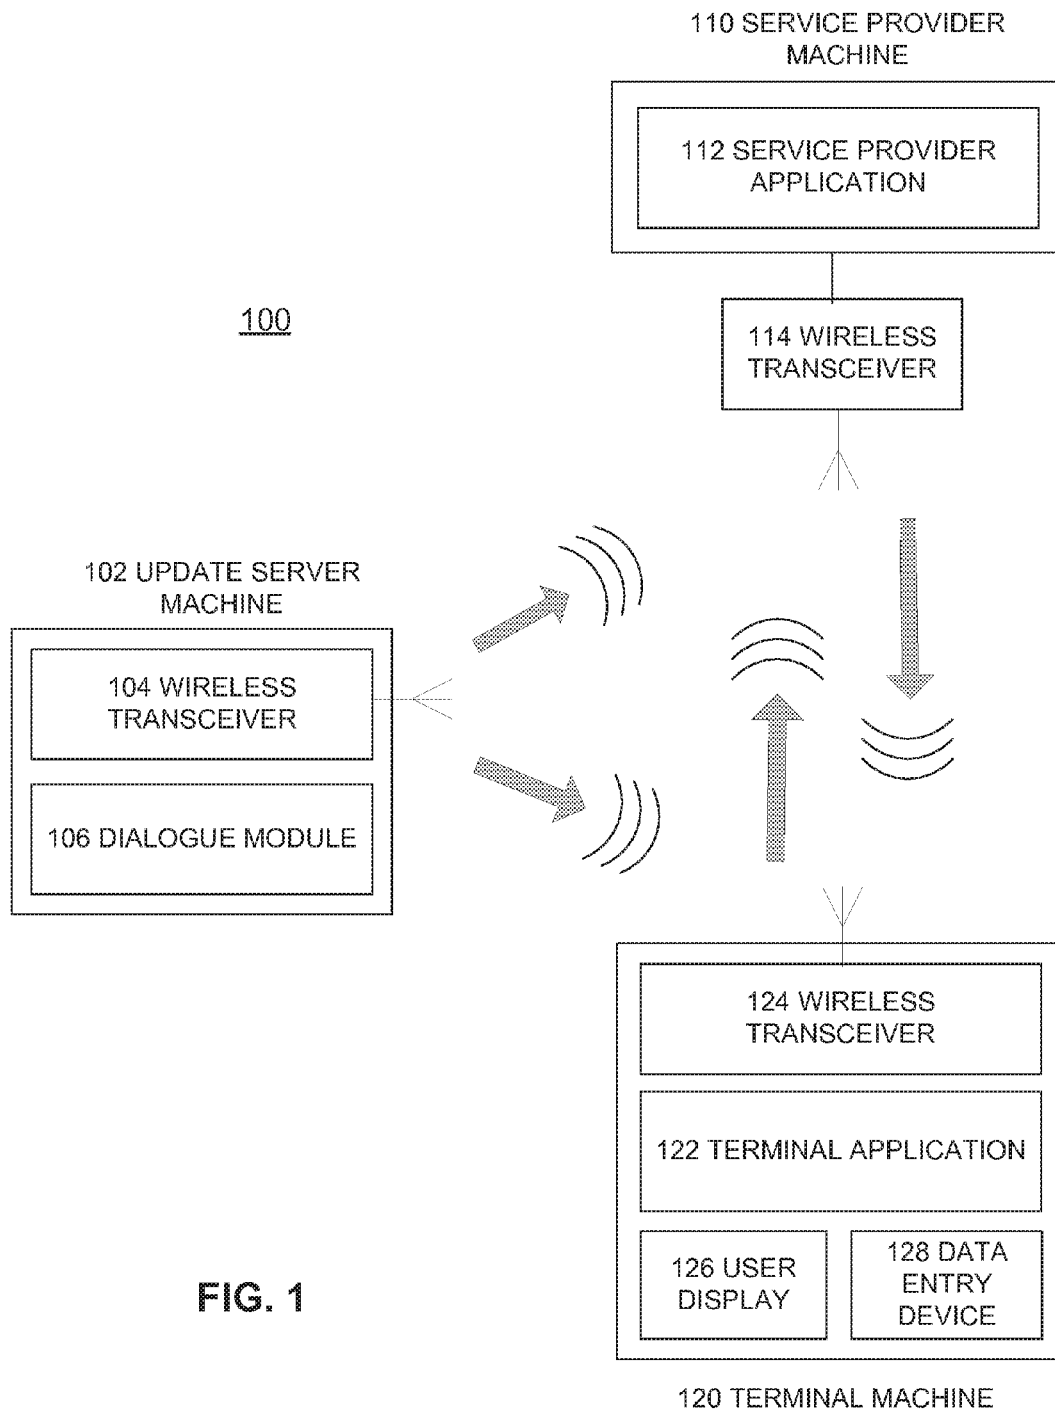 110 SERVICE PROVIDER
MACHINE
112 SERVICE PROVIDER
APPLICATION
100
114 WIRELESS
TRANSCEIVER
102 UPDATE SERVER
MACHINE
104 WIRELESS
TRANSCEIVER
106 DIALOGUE MODULE
124 WIRELESS
TRANSCEIVER
122 TERMINAL APPLICATION
126 USER
DISPLAY
128 DATA
ENTRY
DEVICE
FIG. 1
120 TERMINAL MACHINE